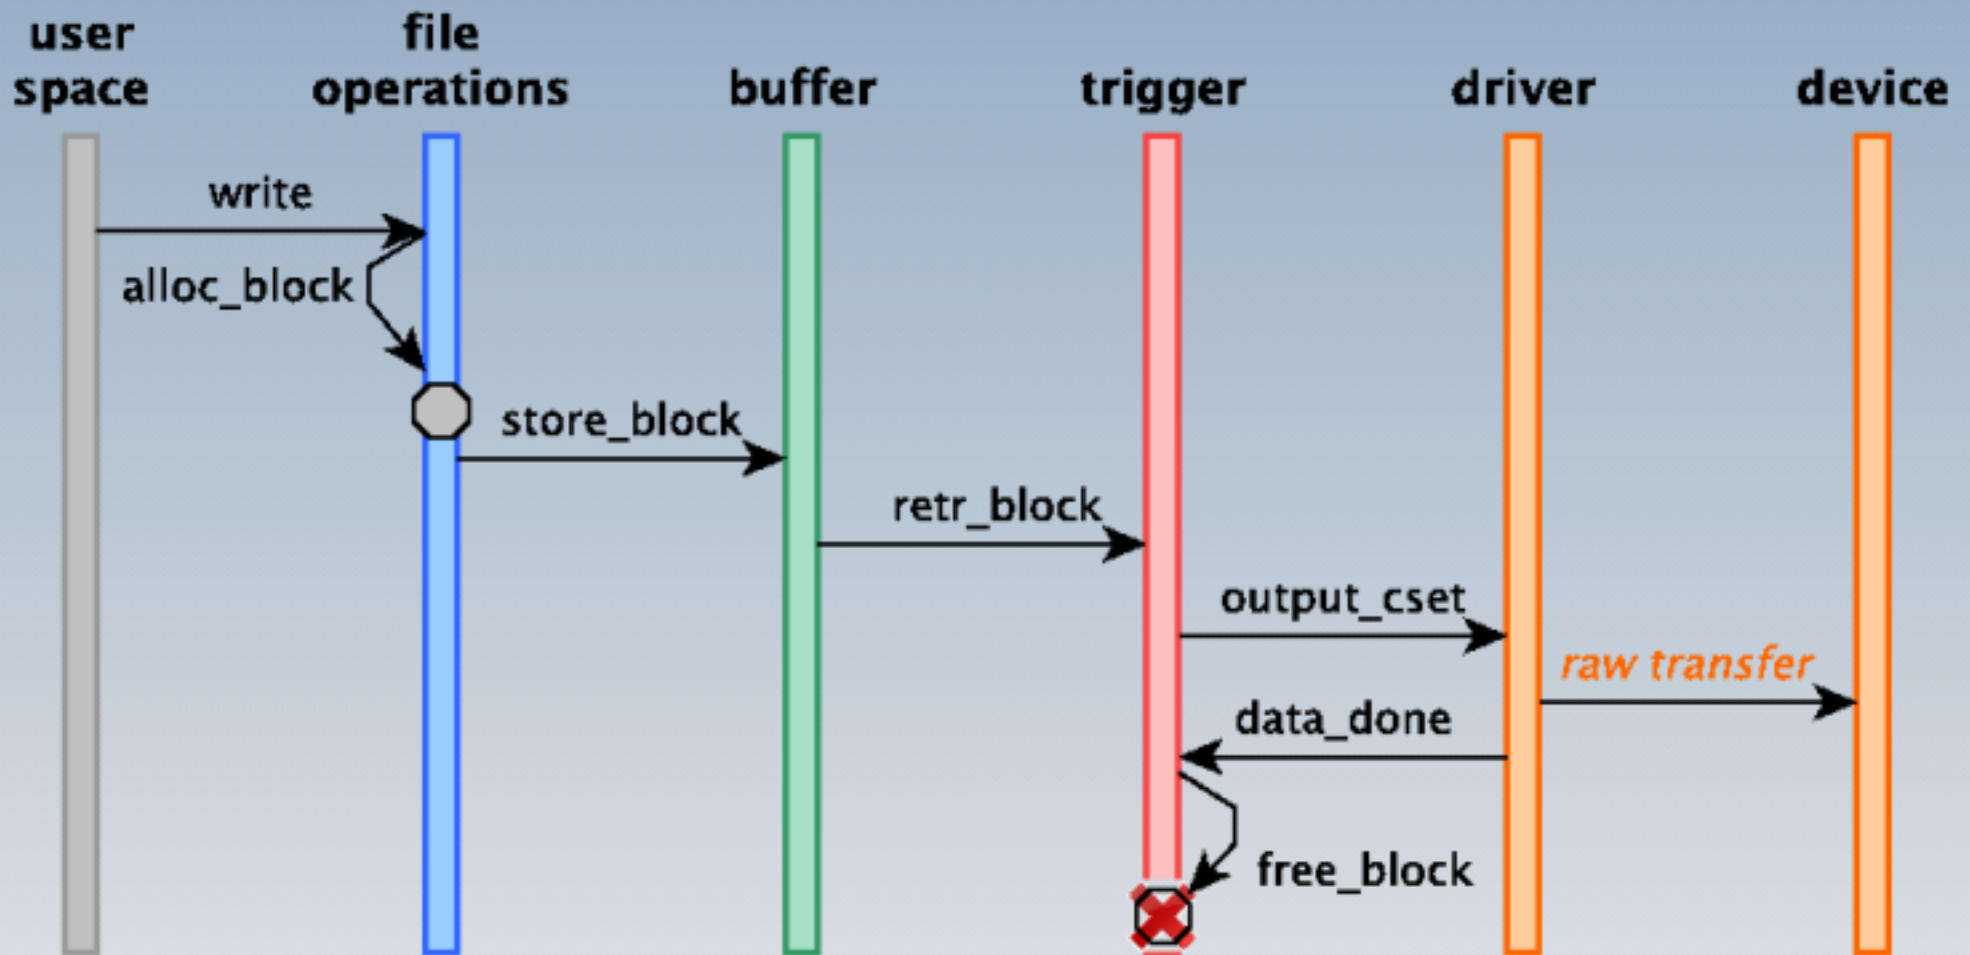 user
space
file
operations
buffer
trigger
driver
device
write
alloc_block
store_block
retr_block
output_cset
raw transfer
data_done
free_block